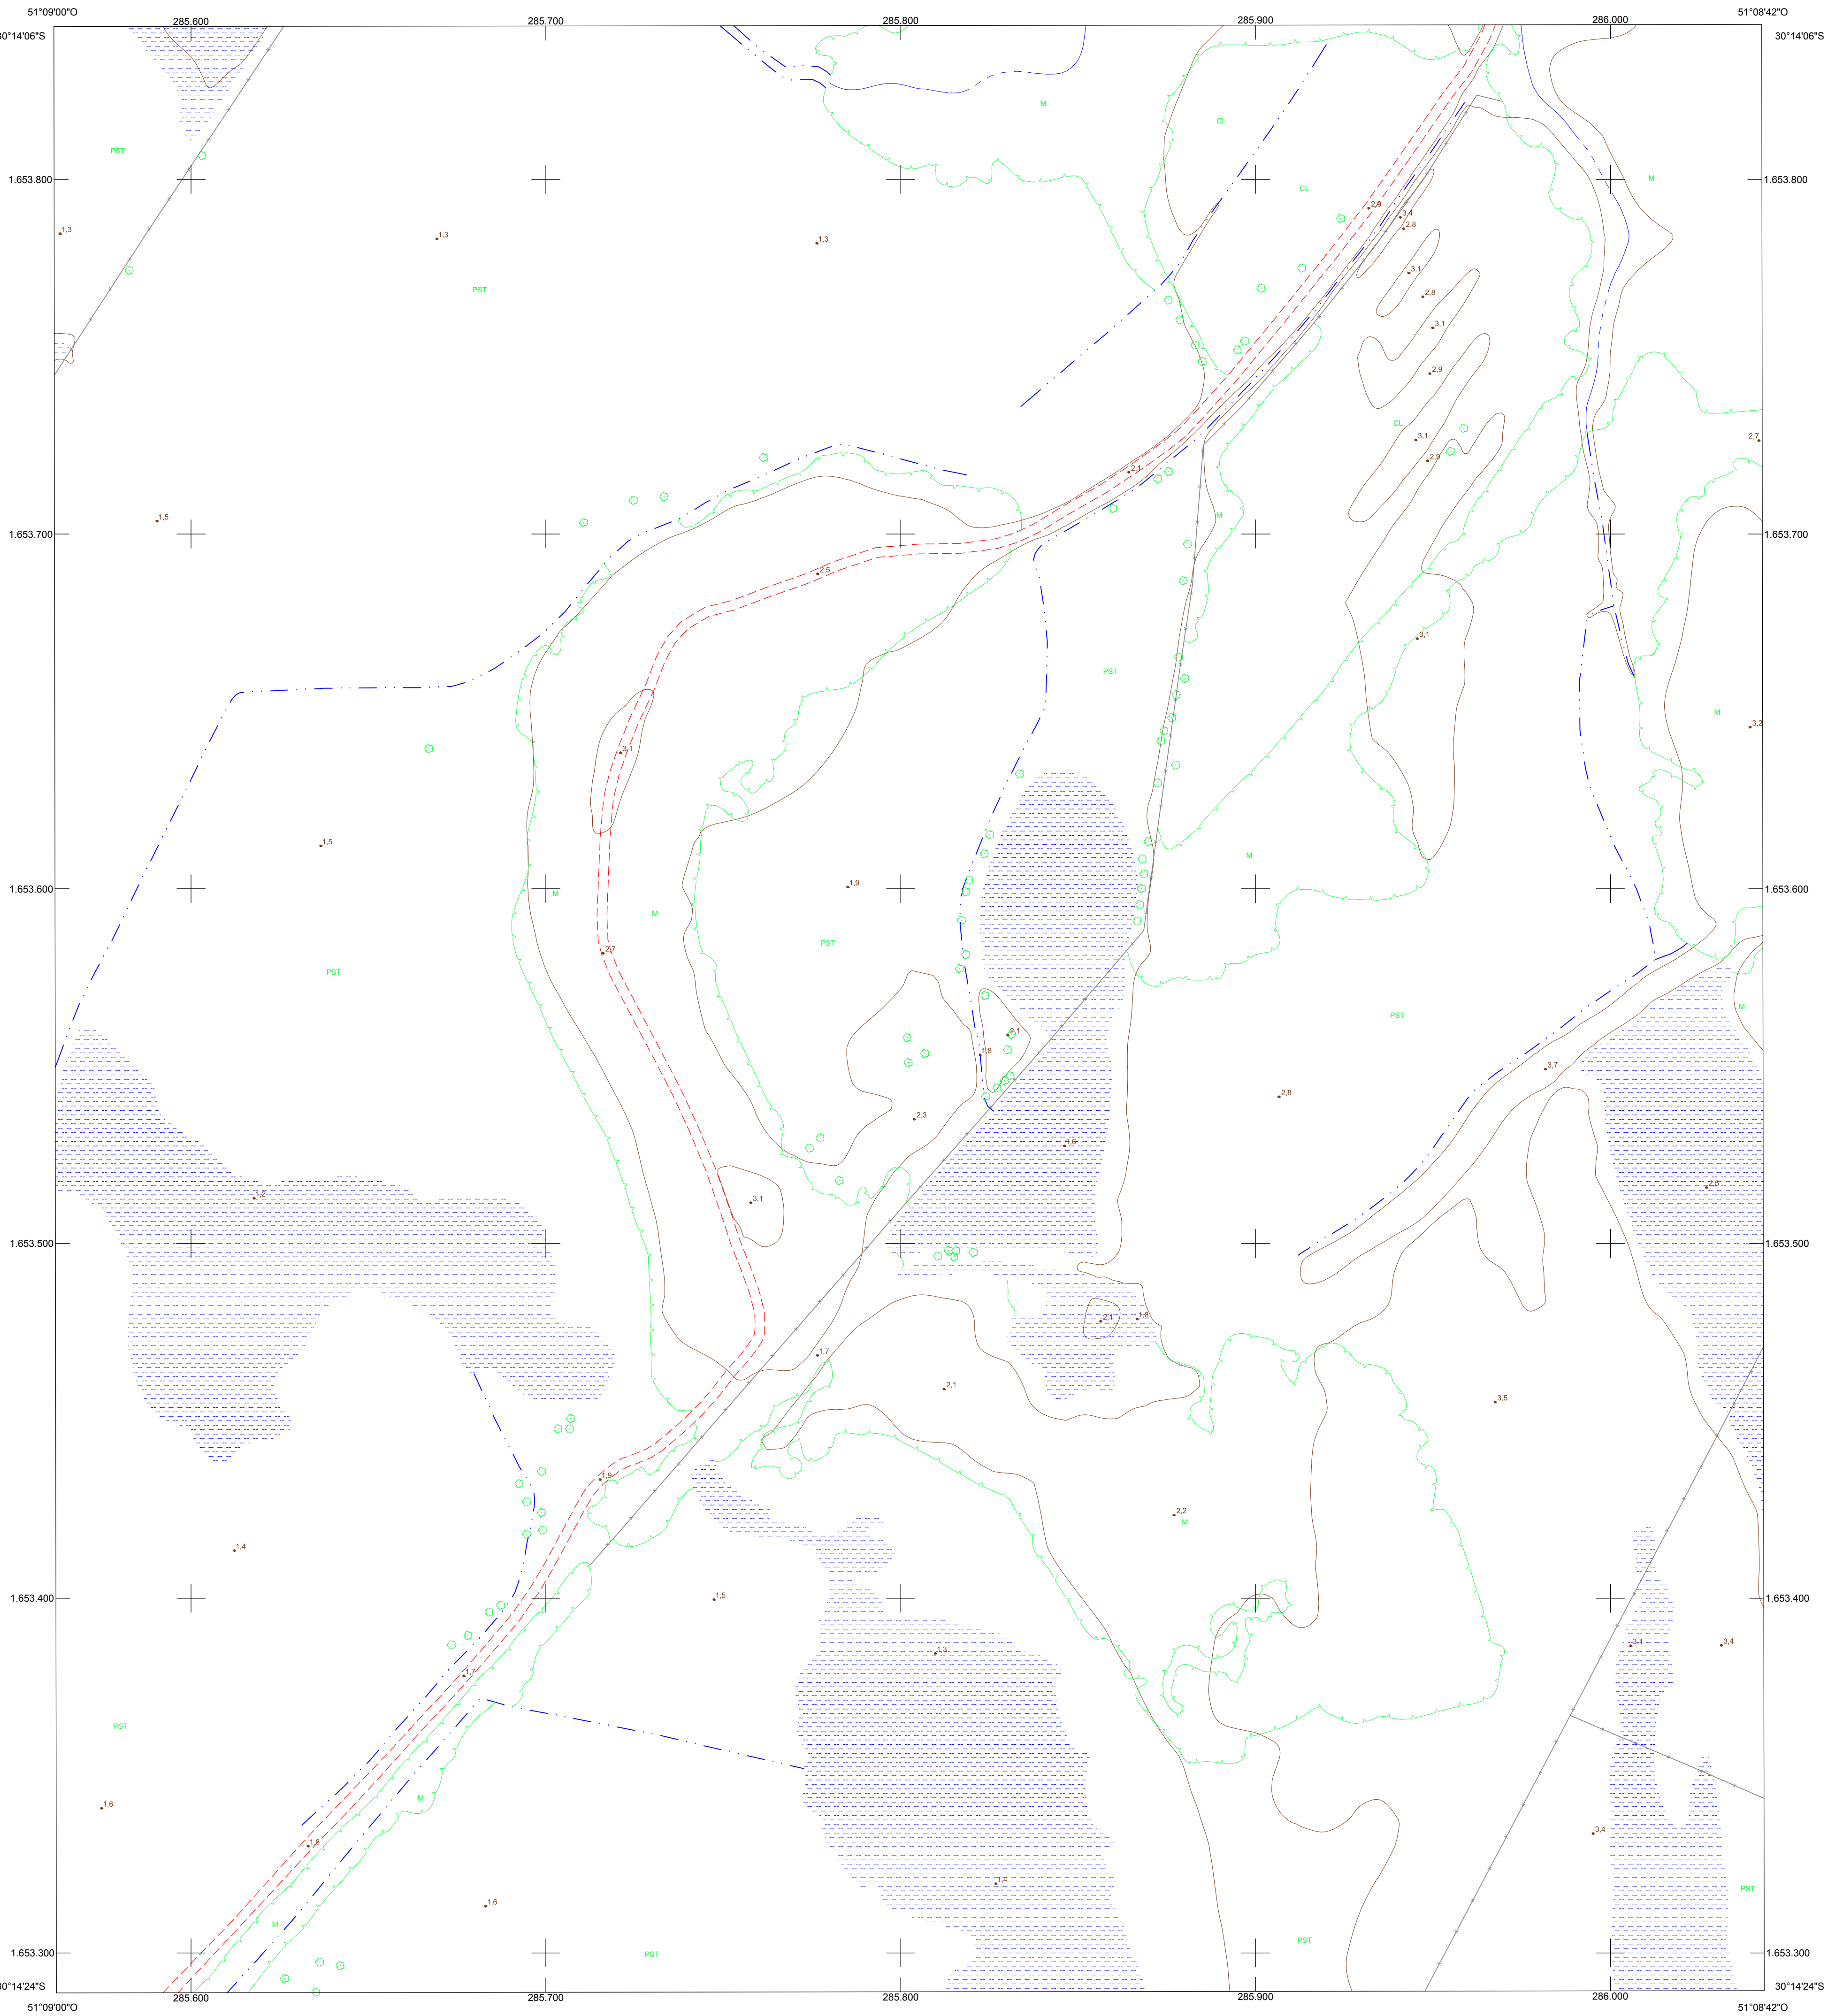 51°09'00"O
51°08'42"O
285.600
285.700
285.800
285.900
286.000
30°14'06"S
30°14'06"S
M
CL
PST
1.653.800
M
1.653.800
CL
2,9
3,4
2,8
1,3
1,3
1,3
3,1
PST
2,8
3,1
2,9
CL
3,1
2,7
2,9
2,1
M
1,5
1.653.700
1.653.700
2,5
3,1
PST
M
3,2
3,1
1,5
M
1,9
1.653.600
M
1.653.600
M
PST
2,7
PST
M
PST
2,1
1,8
3,7
2,8
2,3
1,6
2,5
1,2
3,1
1.653.500
1.653.500
2,1
1,8
1,7
2,1
3,5
1,9
2,2
M
1,4
1,5
1.653.400
1.653.400
3,1
3,4
1,3
1,7
PST
M
1,6
3,4
1,8
1,4
PST
1,6
M
PST
PST
1.653.300
1.653.300
30°14'24"S
30°14'24"S
285.600
285.700
285.800
285.900
286.000
51°09'00"O
51°08'42"O